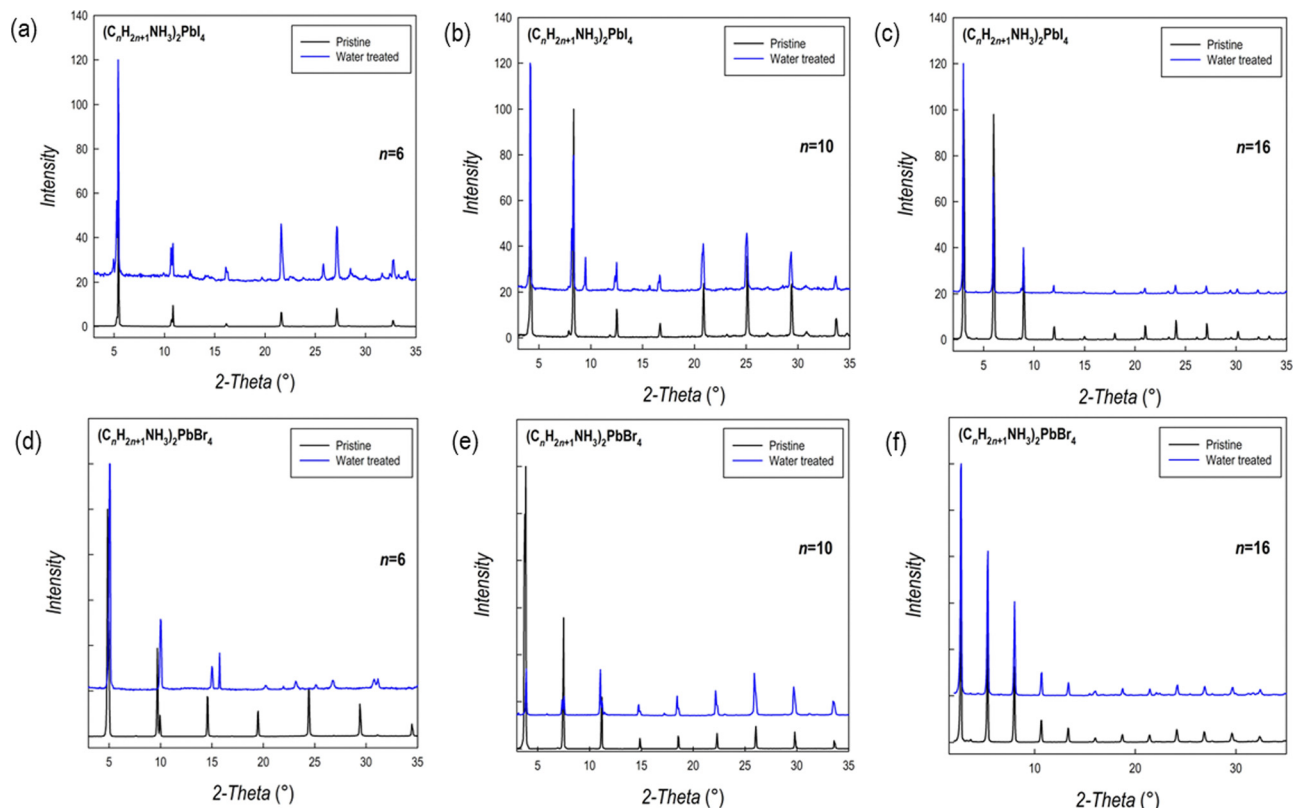 (a)
140
120
100
80
60
40
20
0
Intensity
(CnH2n+1NH3)2PbI4
Pristine
Water treated
n=6
5 10 15 20 25 30 35
2-Theta (°)
(b)
140
120
100
80
60
40
20
0
Intensity
(CnH2n+1NH3)2PbI4
Pristine
Water treated
n=10
5 10 15 20 25 30 35
2-Theta (°)
(c)
140
120
100
80
60
40
20
0
Intensity
(CnH2n+1NH3)2PbI4
Pristine
Water treated
n=16
5 10 15 20 25 30 35
2-Theta (°)
(d)
Intensity
(CnH2n+1NH3)2PbBr4
Pristine
Water treated
n=6
5 10 15 20 25 30 35
2-Theta (°)
(e)
Intensity
(CnH2n+1NH3)2PbBr4
Pristine
Water treated
n=10
5 10 15 20 25 30 35
2-Theta (°)
(f)
Intensity
(CnH2n+1NH3)2PbBr4
Pristine
Water treated
n=16
10 20 30
2-Theta (°)